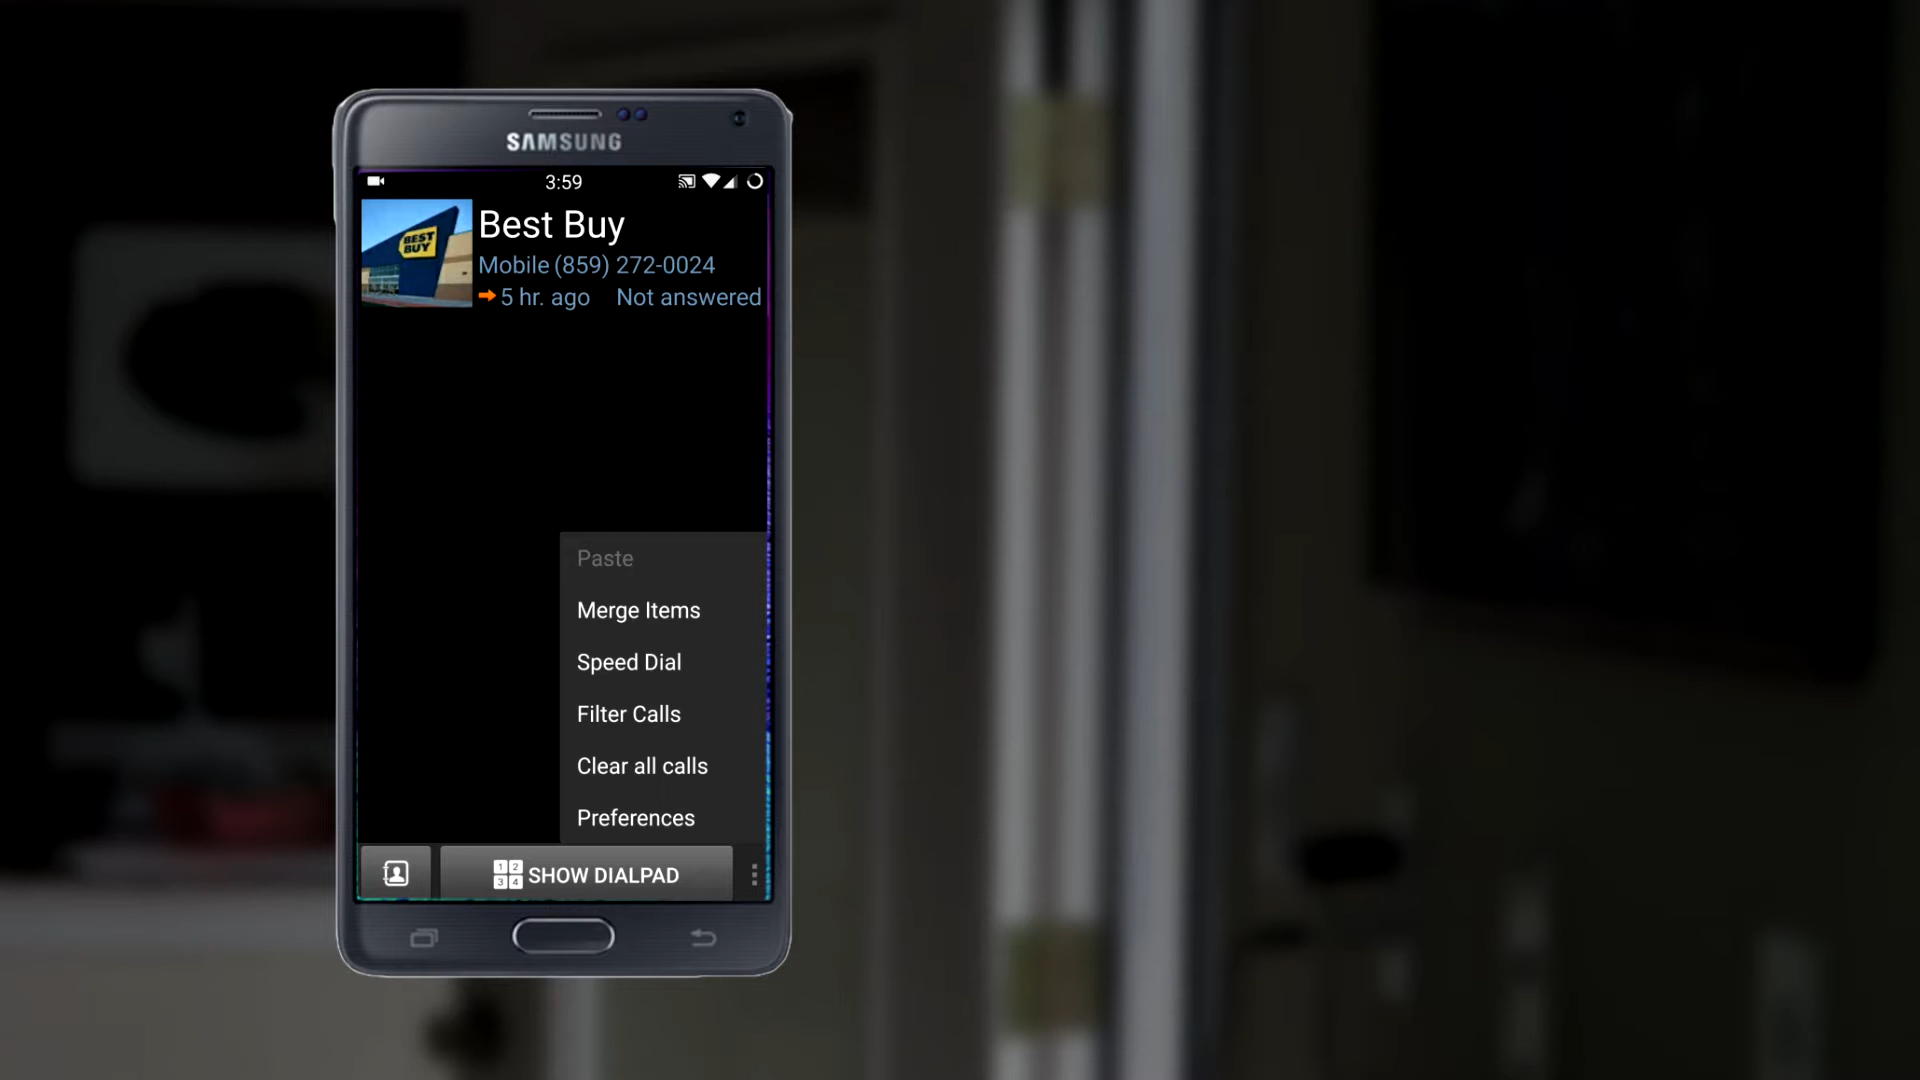 SAMSUNG
3:59
BEST
BUY
Best Buy
Mobile (859) 272-0024
5 hr. ago Not answered
Paste
Merge Items
Speed Dial
Filter Calls
Clear all calls
Preferences
1 2
3 4
SHOW DIALPAD